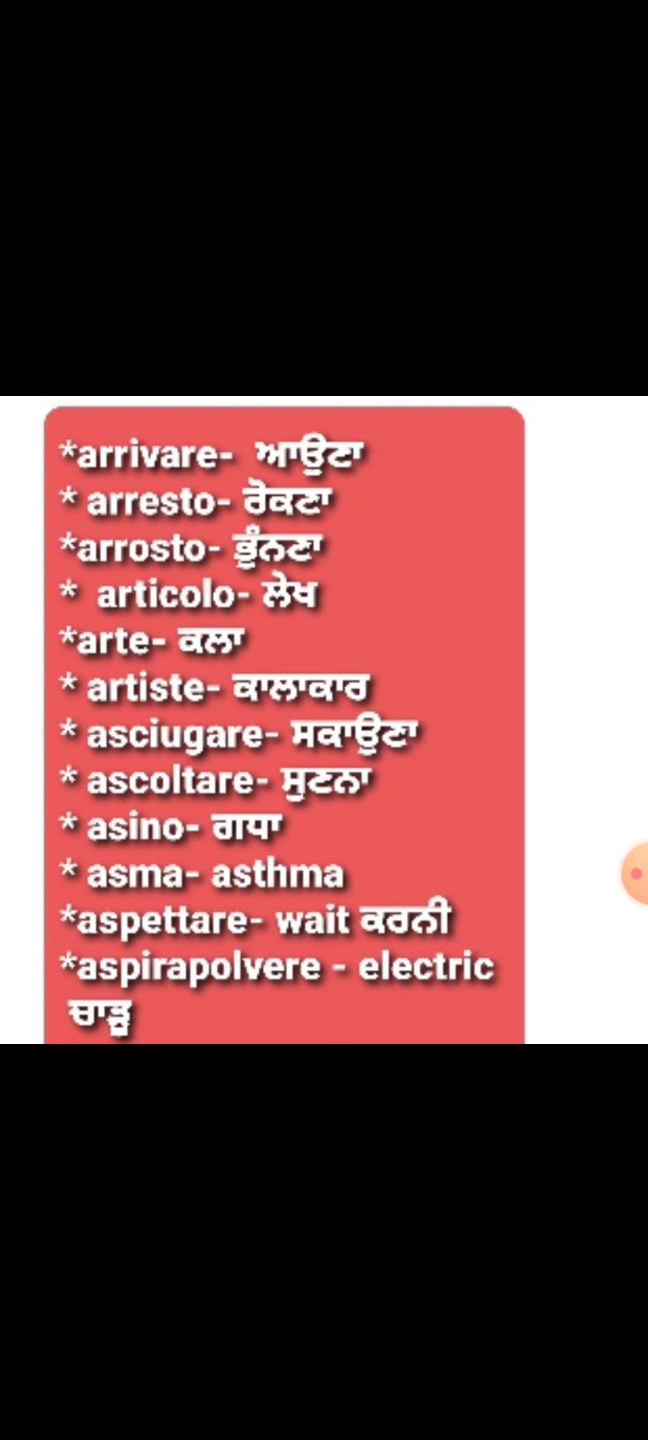 *arrivare- ਆਉਣਾ
* arresto- ਰੋਕਣਾ
*arrosto- ਭੁੰਨਣਾ
* articolo- ਲੇਖ
*arte- ਕਲਾ
* artiste- ਕਾਲਾਕਾਰ
* asciugare- ਸਕਾਉਣਾ
* ascoltare- ਸੁਣਨਾ
* asino- ਗਾਧਾ
* asma- asthma
*aspettare- wait ਕਰਨੀ
*aspirapolvere - electric
ਚਾੜੂ